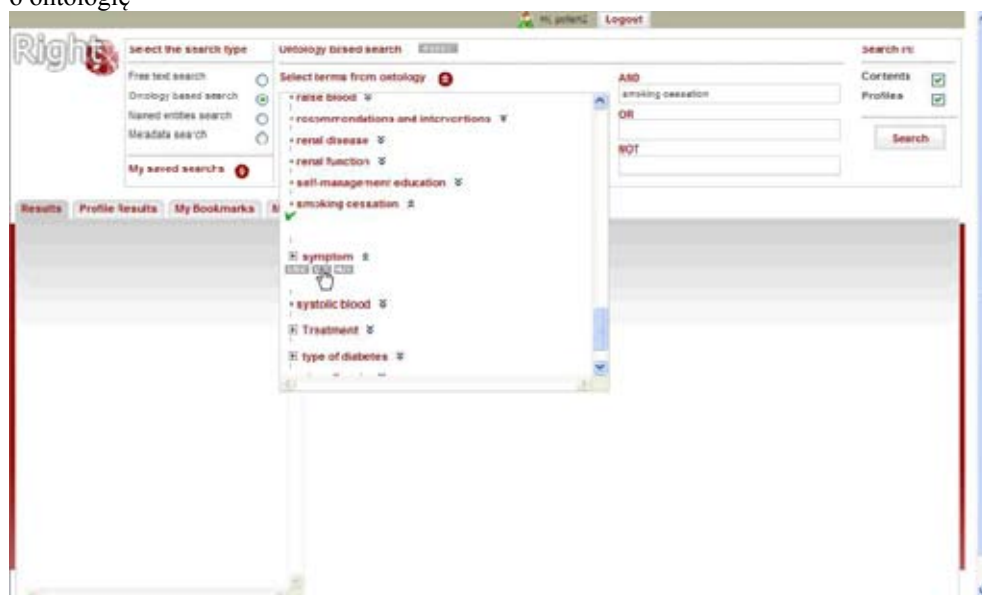 o ontologię
Hi, Logout
Right
Select the search type
Ontology based search
Search in:
Free text search
Ontology based search
Named entities search
Metadata search
My saved searchs
Select terms from ontology
raise blood
recommendations and interventions
renal disease
renal function
self-management education
smoking cessation
symptom
systolic blood
Treatment
type of diabetes
AND
smoking cessation
OR
NOT
Contents
Profiles
Search
Results Profile Results My Bookmarks